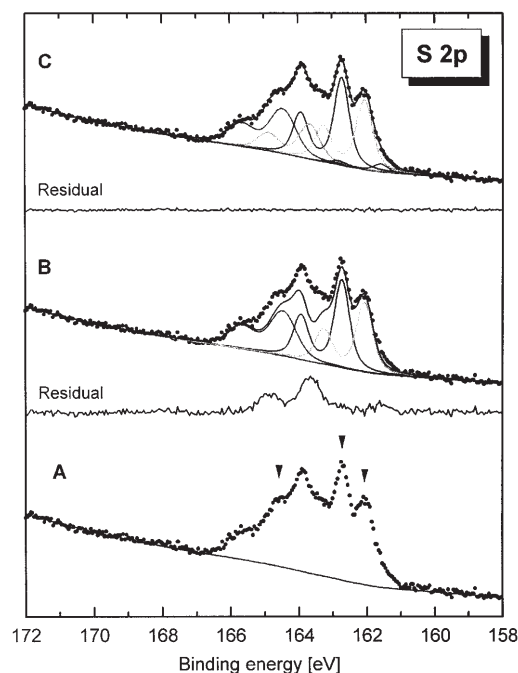 S 2p
C
Residual
B
Residual
A
172 170 168 166 164 162 160 158
Binding energy [eV]